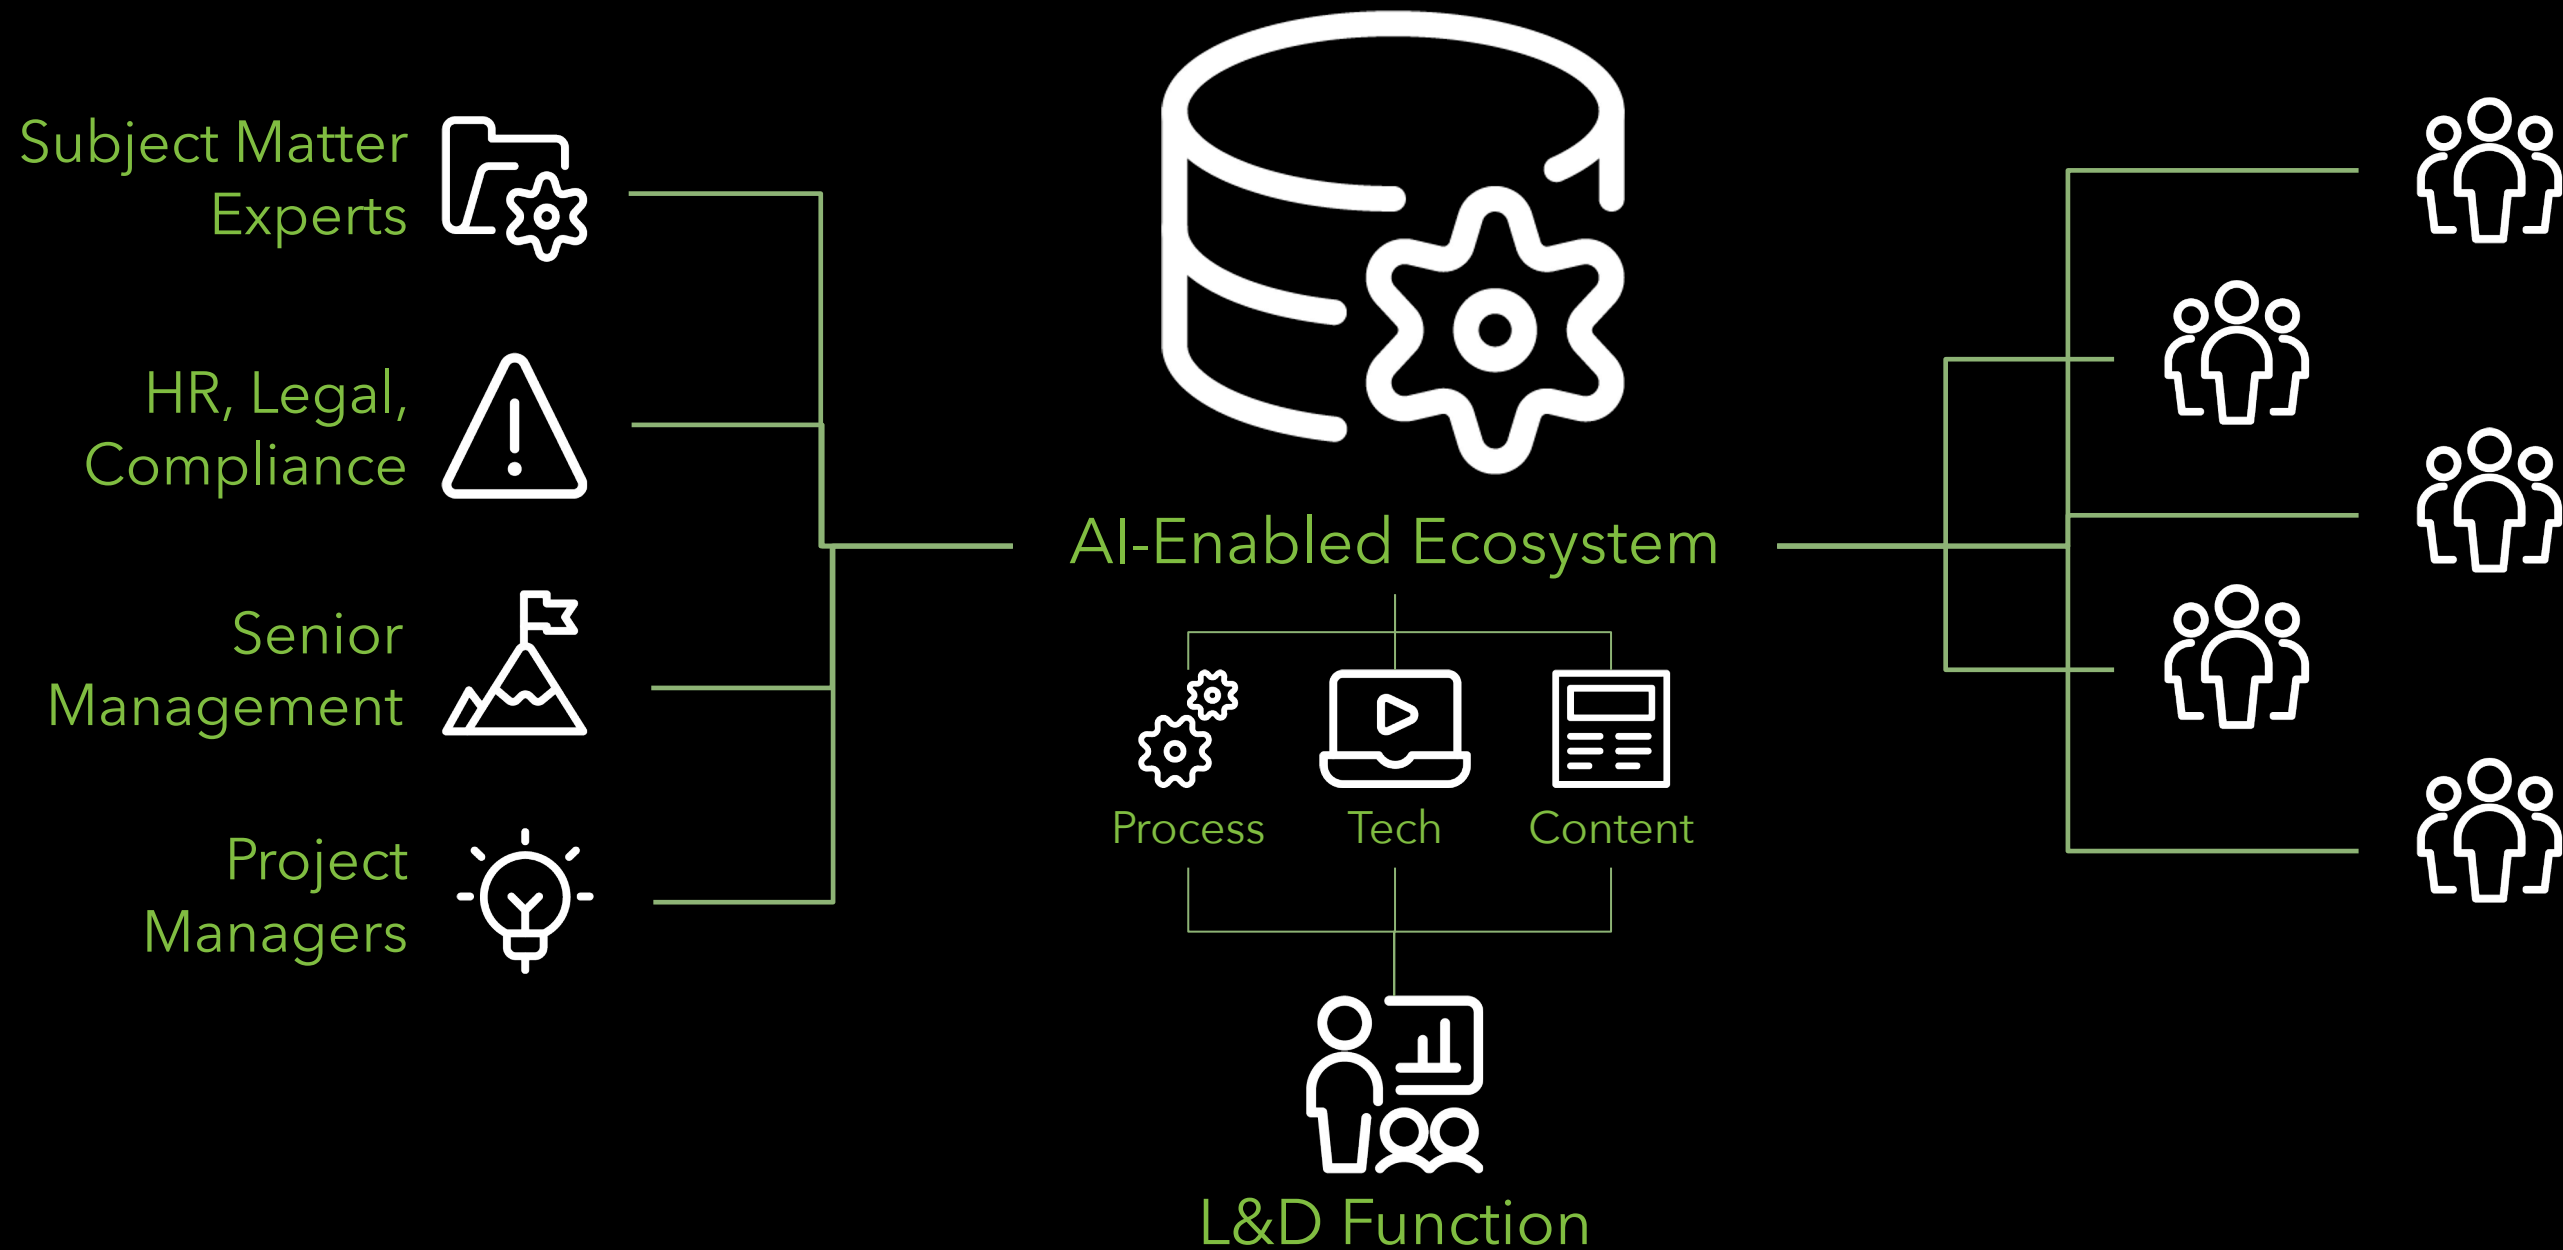 Subject Matter
Experts
HR, Legal,
Compliance
Senior
Management
Project
Managers
AI-Enabled Ecosystem
Process
Tech
Content
L&D Function